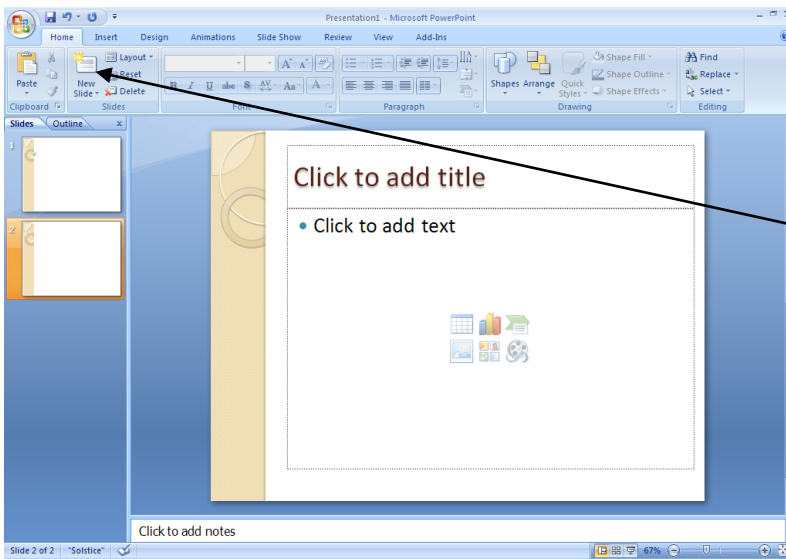 Presentation1 - Microsoft PowerPoint
Home Insert Design Animations Slide Show Review View Add-Ins
Paste
Clipboard
New Slide
Layout
Delete
Slides
B I U abc S AV Aa A
Font
Paragraph
Shapes Arrange Quick Styles
Shape Fill
Shape Outline
Shape Effects
Drawing
Find
Replace
Select
Editing
Slides Outline x
1
2
Click to add title
• Click to add text
Click to add notes
Slide 2 of 2 "Solstice" 67%